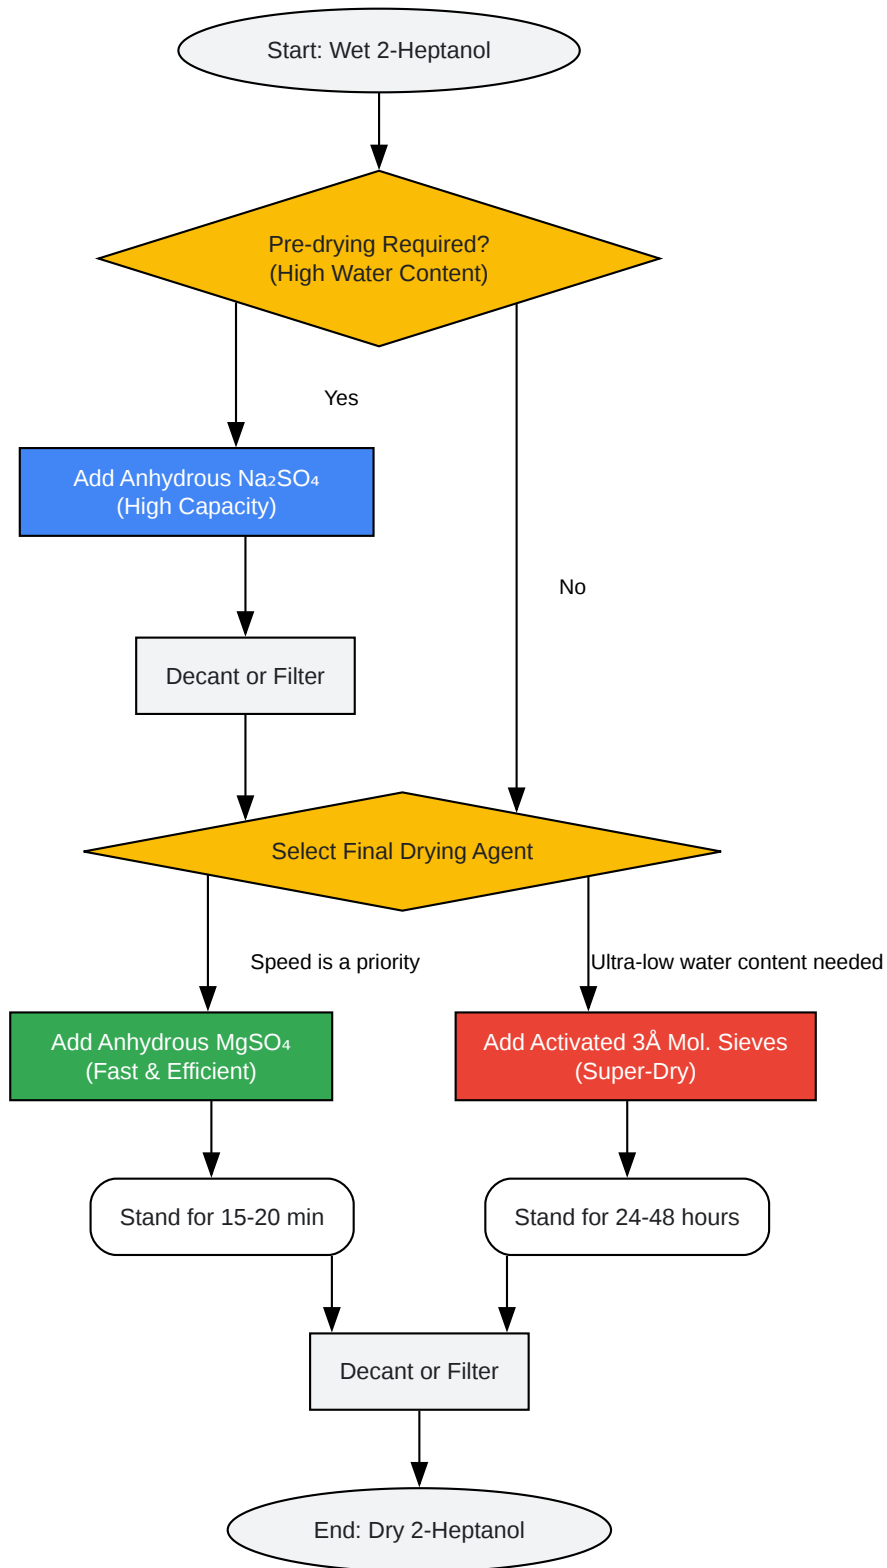 Start: Wet 2-Heptanol
Pre-drying Required?
(High Water Content)
Yes
Add Anhydrous Na₂SO₄
(High Capacity)
No
Decant or Filter
Select Final Drying Agent
Speed is a priority
Ultra-low water content needed
Add Anhydrous MgSO₄
(Fast & Efficient)
Add Activated 3Å Mol. Sieves
(Super-Dry)
Stand for 15-20 min
Stand for 24-48 hours
Decant or Filter
End: Dry 2-Heptanol